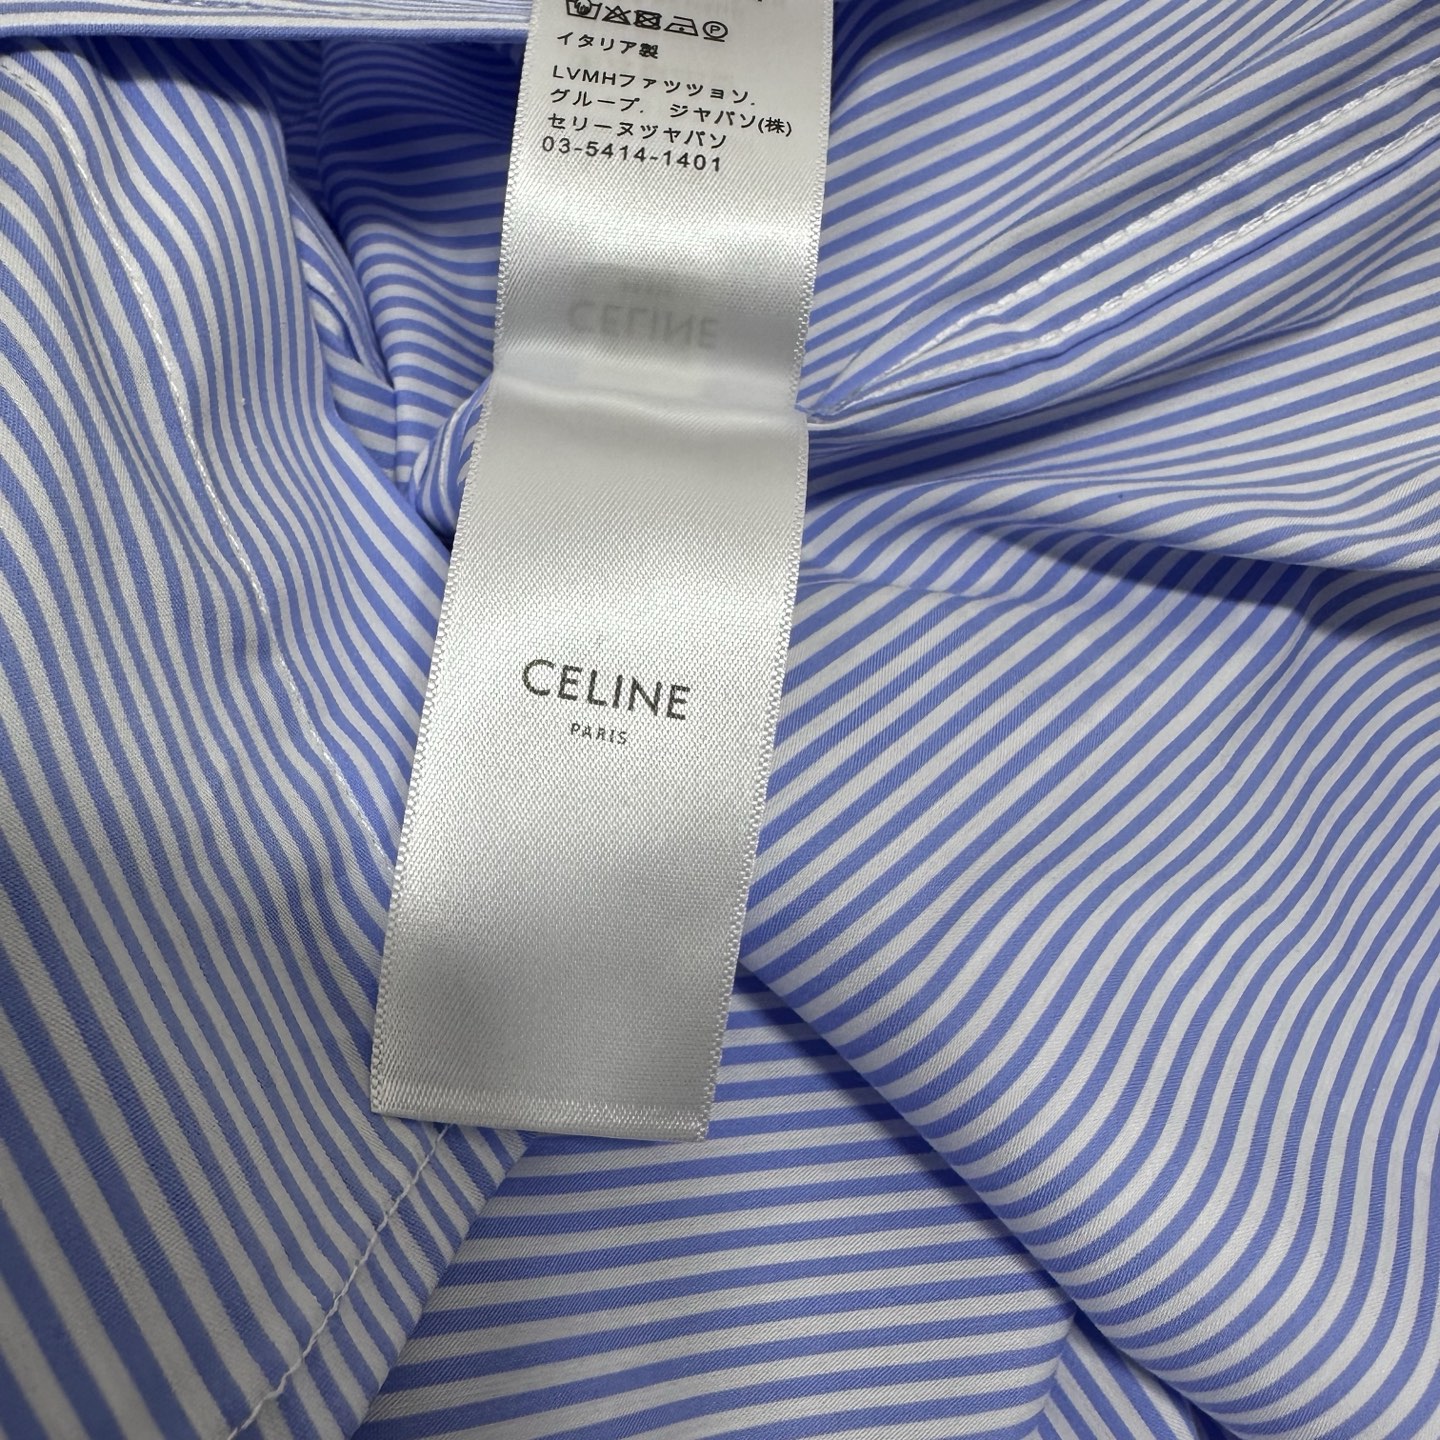 イタリア製
LVMHファツツョソ.
グループ. ジヤパソ(株)
セリーヌヅヤパソ
03-5414-1401
CELINE
CELINE
PARIS